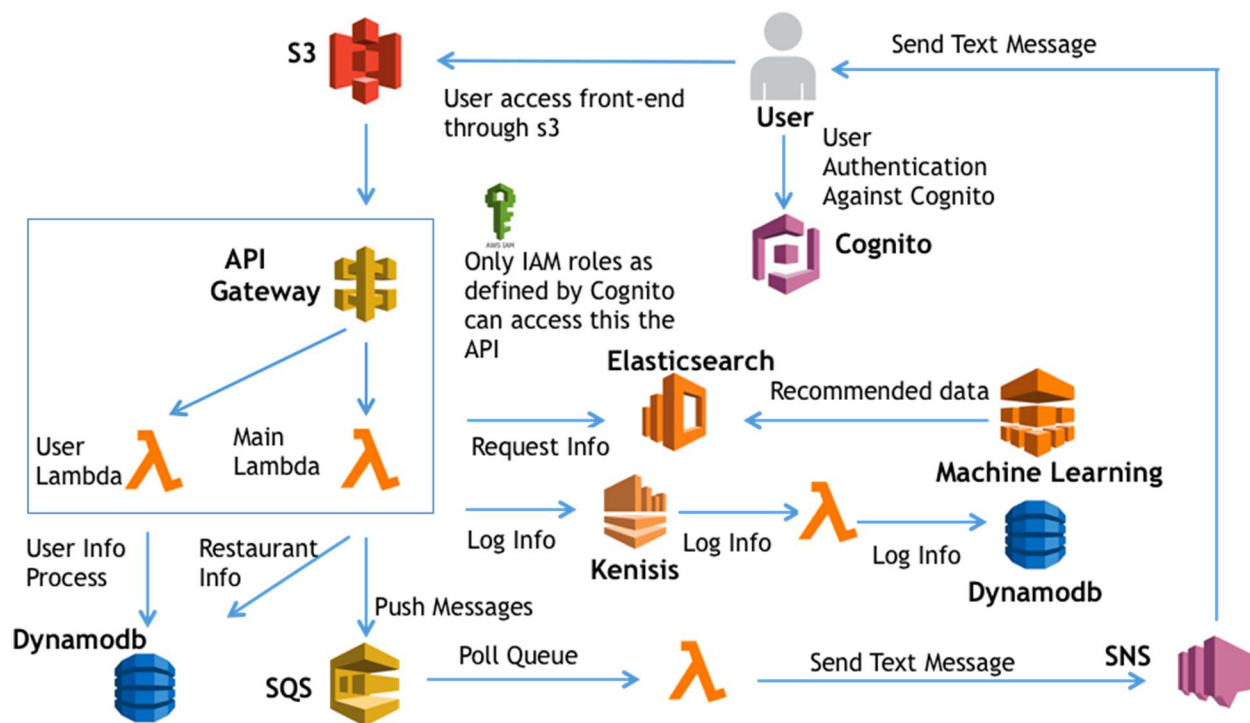 S3
Send Text Message
User access front-end
through s3
User
User
Authentication
Against Cognito
Cognito
AWS IAM
Only IAM roles as
defined by Cognito
can access this the
API
API
Gateway
Elasticsearch
Recommended data
User
Lambda
Main
Lambda
Request Info
Machine Learning
Log Info
Kenisis
Log Info
Log Info
Dynamodb
User Info
Process
Restaurant
Info
Push Messages
Dynamodb
SQS
Poll Queue
Send Text Message
SNS